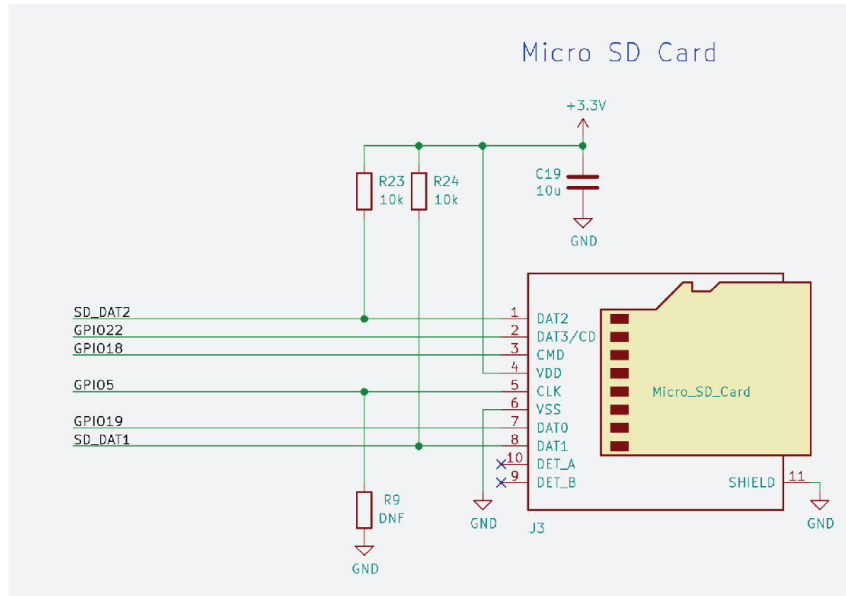 Micro SD Card
+3.3V
R23
10k
R24
10k
C19
10u
GND
SD_DAT2
GPIO22
GPIO18
GPIO5
GPIO19
SD_DAT1
1 DAT2
2 DAT3/CD
3 CMD
4 VDD
5 CLK
6 VSS
7 DAT0
8 DAT1
10 DET_A
9 DET_B
Micro_SD_Card
SHIELD 11
R9
DNF
GND
GND
J3
GND